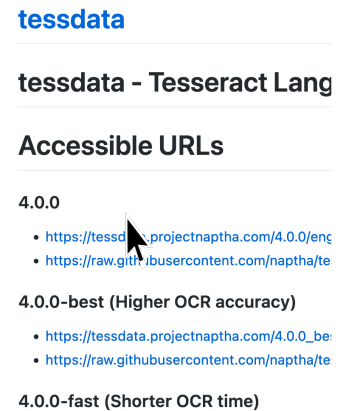 tessdata
tessdata - Tesseract Lang
Accessible URLs
4.0.0
https://tessdata.projectnaptha.com/4.0.0/eng
https://raw.githubusercontent.com/naptha/te
4.0.0-best (Higher OCR accuracy)
https://tessdata.projectnaptha.com/4.0.0_be
https://raw.githubusercontent.com/naptha/te
4.0.0-fast (Shorter OCR time)